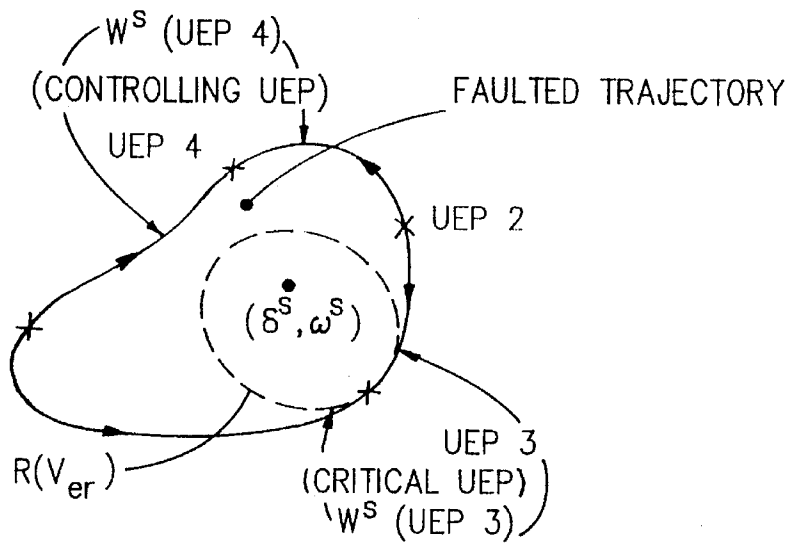 W^S (UEP 4)
(CONTROLLING UEP)
FAULTED TRAJECTORY
UEP 4
UEP 2
(δ^S, ω^S)
UEP 3
(CRITICAL UEP)
W^S (UEP 3)
R(V_er)